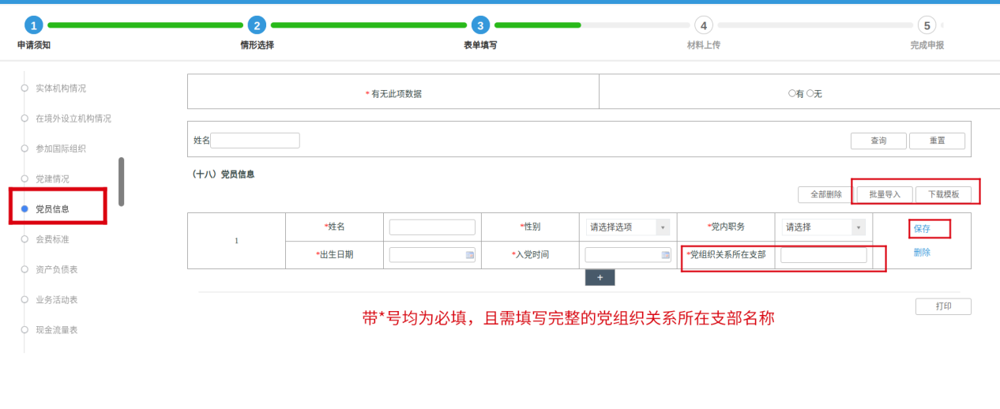 1 2 3 4 5
申请须知 情形选择 表单填写 材料上传 完成申报
实体机构情况
在境外设立机构情况
参加国际组织
党建情况
党员信息
会费标准
资产负债表
业务活动表
现金流量表
* 有无此项数据 有 无
姓名 查询 重置
（十八）党员信息
全部删除 批量导入 下载模板
1
*姓名 *性别 请选择选项 *党内职务 请选择 保存
*出生日期 *入党时间 *党组织关系所在支部 删除
+
打印
带*号均为必填，且需填写完整的党组织关系所在支部名称